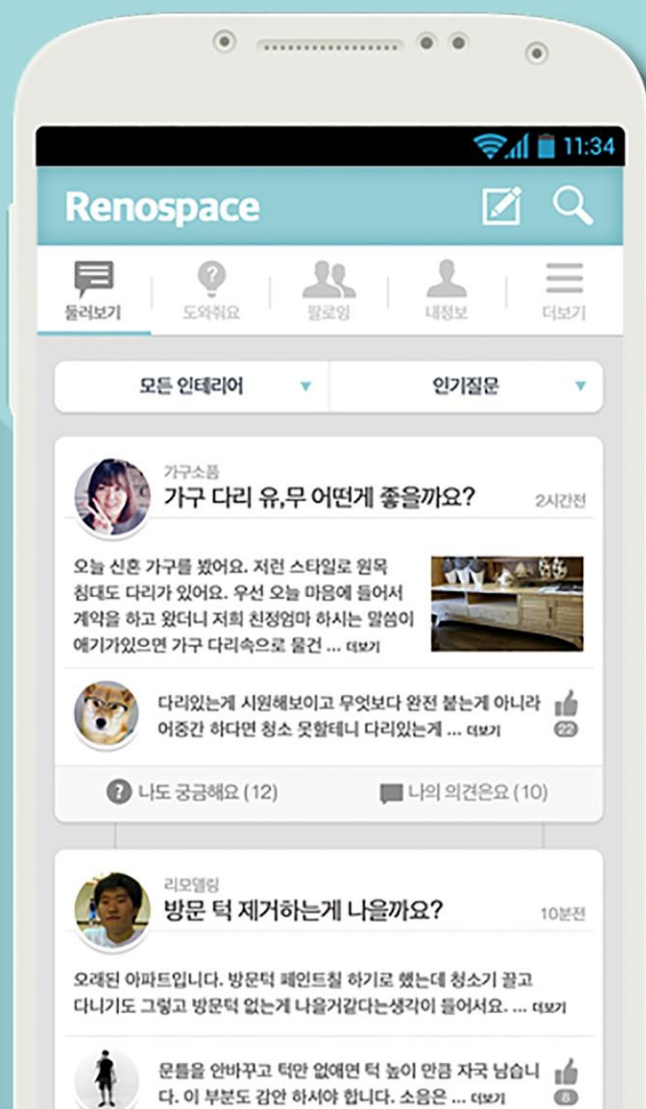 11:34
Renospace
둘러보기
도와줘요
팔로잉
내정보
더보기
모든 인테리어
인기질문
가구소품
가구 다리 유,무 어떤게 좋을까요?
2시간전
오늘 신혼 가구를 봤어요. 저런 스타일로 원목
침대도 다리가 있어요. 우선 오늘 마음에 들어서
계약을 하고 왔더니 저희 친정엄마 하시는 말씀이
애기가있으면 가구 다리속으로 물건 ... 더보기
다리있는게 시원해보이고 무엇보다 완전 붙는게 아니라
어중간 하다면 청소 못할테니 다리있는게 ... 더보기
22
나도 궁금해요 (12)
나의 의견은요 (10)
리모델링
방문 턱 제거하는게 나을까요?
10분전
오래된 아파트입니다. 방문턱 페인트칠 하기로 했는데 청소기 끌고
다니기도 그렇고 방문턱 없는게 나을거같다는생각이 들어서요. ... 더보기
문틀을 안바꾸고 턱만 없애면 턱 높이 만큼 자국 남습니
다. 이 부분도 감안 하셔야 합니다. 소음은 ... 더보기
8